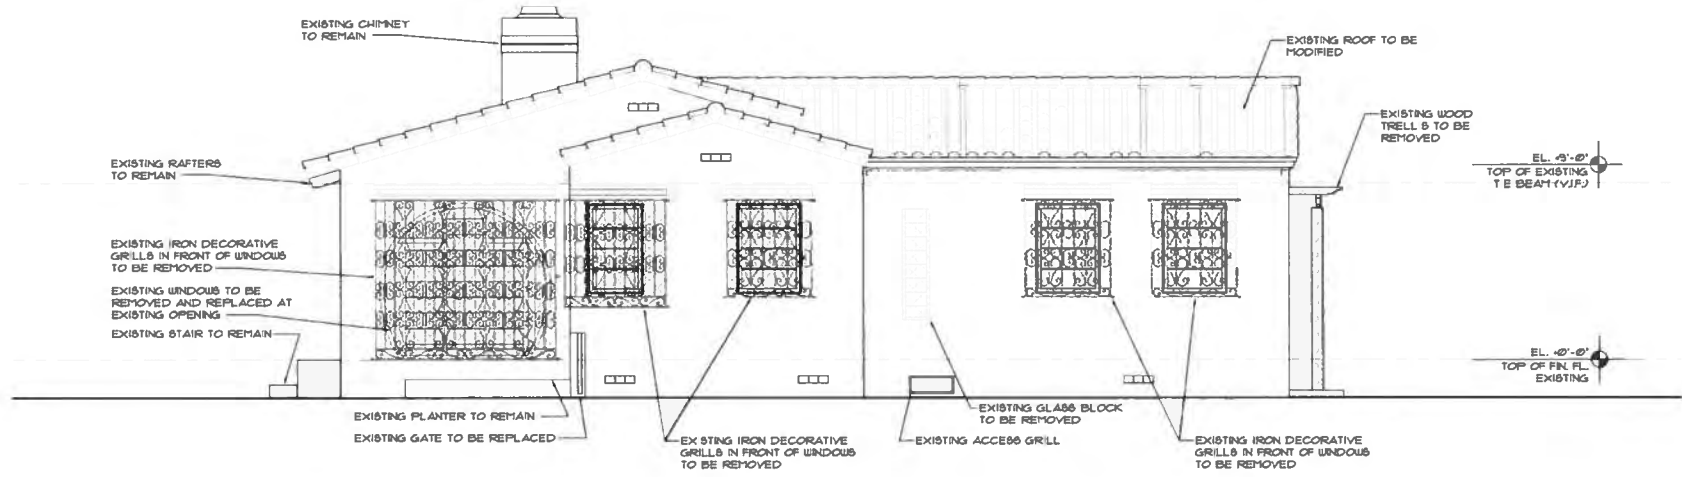 EXISTING CHIMNEY
TO REMAIN
EXISTING ROOF TO BE
MODIFIED
EXISTING WOOD
TRELL S TO BE
REMOVED
EXISTING RAFTERS
TO REMAIN
EL. +9'-0"
TOP OF EXISTING
T E BEAM (V.I.F.)
EXISTING IRON DECORATIVE
GRILLS IN FRONT OF WINDOWS
TO BE REMOVED
EXISTING WINDOWS TO BE
REMOVED AND REPLACED AT
EXISTING OPENING
EXISTING STAIR TO REMAIN
EL. +0'-0"
TOP OF FIN. FL.
EXISTING
EXISTING PLANTER TO REMAIN
EXISTING GATE TO BE REPLACED
EX STING IRON DECORATIVE
GRILLS IN FRONT OF WINDOWS
TO BE REMOVED
EXISTING GLASS BLOCK
TO BE REMOVED
EXISTING ACCESS GRILL
EXISTING IRON DECORATIVE
GRILLS IN FRONT OF WINDOWS
TO BE REMOVED